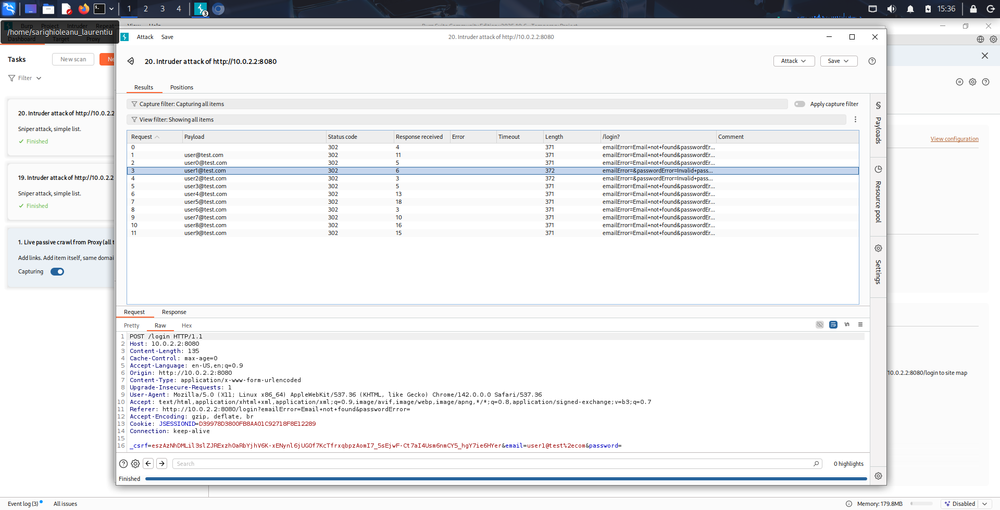 1 2 3 4 3 15:36
Burp Project Intruder Repeater View Help Burp Suite Community Edition v2025.10.6 - Temporary Project
/home/sarighioleanu_laurentiu
Dashboard Target Proxy
Attack Save 20. Intruder attack of http://10.0.2.2:8080
Tasks New scan Ne
20. Intruder attack of http://10.0.2.2:8080 Attack Save
Filter
Results Positions
Capture filter: Capturing all items Apply capture filter
View filter: Showing all items
Request Payload Status code Response received Error Timeout Length /login? Comment
0 302 4 371 emailError=Email+not+found&passwordEr...
1 user@test.com 302 11 371 emailError=Email+not+found&passwordEr...
2 user0@test.com 302 5 371 emailError=Email+not+found&passwordEr...
3 user1@test.com 302 6 372 emailError=&passwordError=Invalid+pass...
4 user2@test.com 302 3 372 emailError=&passwordError=Invalid+pass...
5 user3@test.com 302 5 371 emailError=Email+not+found&passwordEr...
6 user4@test.com 302 13 371 emailError=Email+not+found&passwordEr...
7 user5@test.com 302 18 371 emailError=Email+not+found&passwordEr...
8 user6@test.com 302 3 371 emailError=Email+not+found&passwordEr...
9 user7@test.com 302 10 371 emailError=Email+not+found&passwordEr...
10 user8@test.com 302 16 371 emailError=Email+not+found&passwordEr...
11 user9@test.com 302 15 371 emailError=Email+not+found&passwordEr...
20. Intruder attack of http://10.0.2.2
Sniper attack, simple list.
Finished
19. Intruder attack of http://10.0.2.2
Sniper attack, simple list.
Finished
1. Live passive crawl from Proxy (all t
Add links. Add item itself, same domai
Capturing
Payloads
Resource pool
Settings
View configuration
Request Response
Pretty Raw Hex \n
1 POST /login HTTP/1.1
2 Host: 10.0.2.2:8080
3 Content-Length: 135
4 Cache-Control: max-age=0
5 Accept-Language: en-US,en;q=0.9
6 Origin: http://10.0.2.2:8080
7 Content-Type: application/x-www-form-urlencoded
8 Upgrade-Insecure-Requests: 1
9 User-Agent: Mozilla/5.0 (X11; Linux x86_64) AppleWebKit/537.36 (KHTML, like Gecko) Chrome/142.0.0.0 Safari/537.36
10 Accept: text/html,application/xhtml+xml,application/xml;q=0.9,image/avif,image/webp,image/apng,*/*;q=0.8,application/signed-exchange;v=b3;q=0.7
11 Referer: http://10.0.2.2:8080/login?emailError=Email+not+found&passwordError=
12 Accept-Encoding: gzip, deflate, br
13 Cookie: JSESSIONID=D39978D3800FB8AA01C92718F8E12289
14 Connection: keep-alive
15
16 _csrf=eszAzNhDMLil3slZJRExzh0aRbYjhV6K-xENynl6jUGOf7KcTfrxqbpzAomI7_5sEjwF-Ct7aI4Usm6nmCY5_hgY7ie6HYer&email=user1@test%2ecom&password=
/10.0.2.2:8080/login to site map
Search 0 highlights
Finished
Event log (3) All issues Memory: 179.8MB Disabled